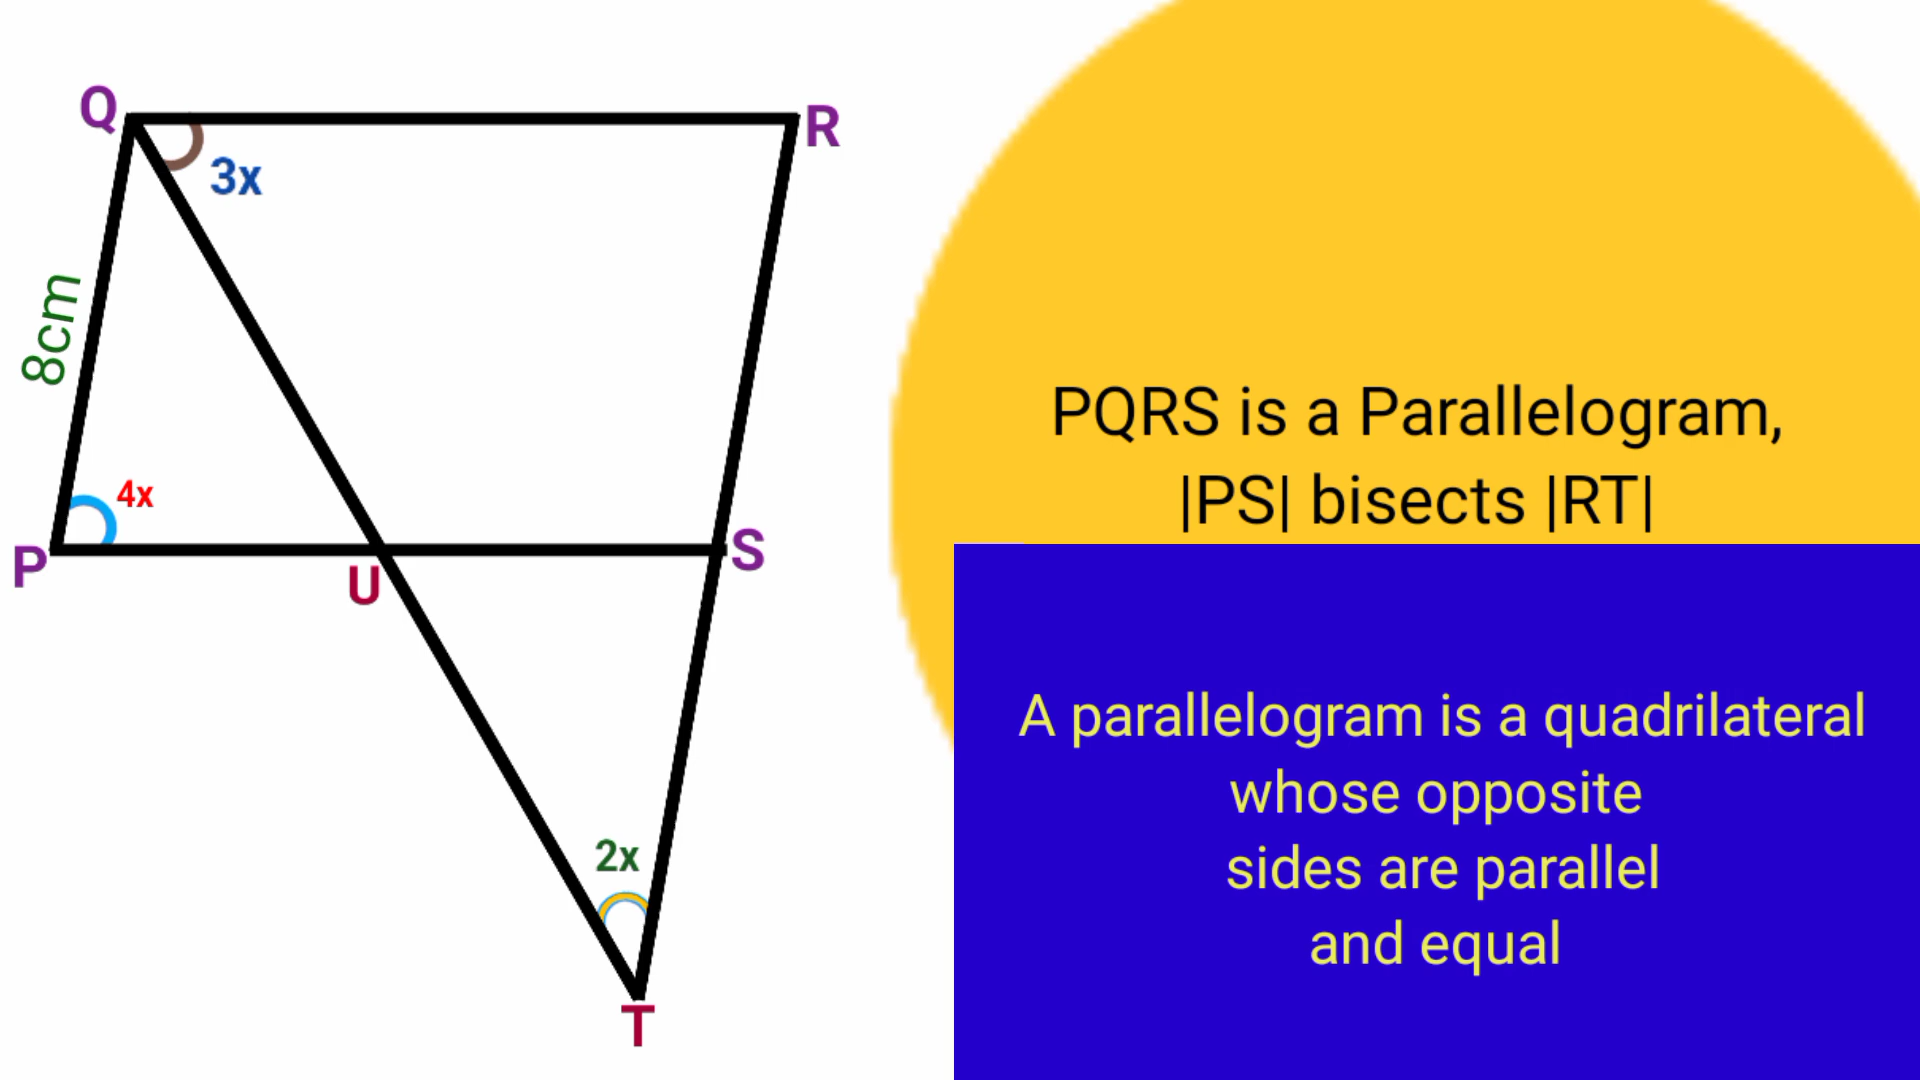 Q
R
3x
8cm
4x
P
S
U
2x
T
PQRS is a Parallelogram,
|PS| bisects |RT|
A parallelogram is a quadrilateral
whose opposite
sides are parallel
and equal